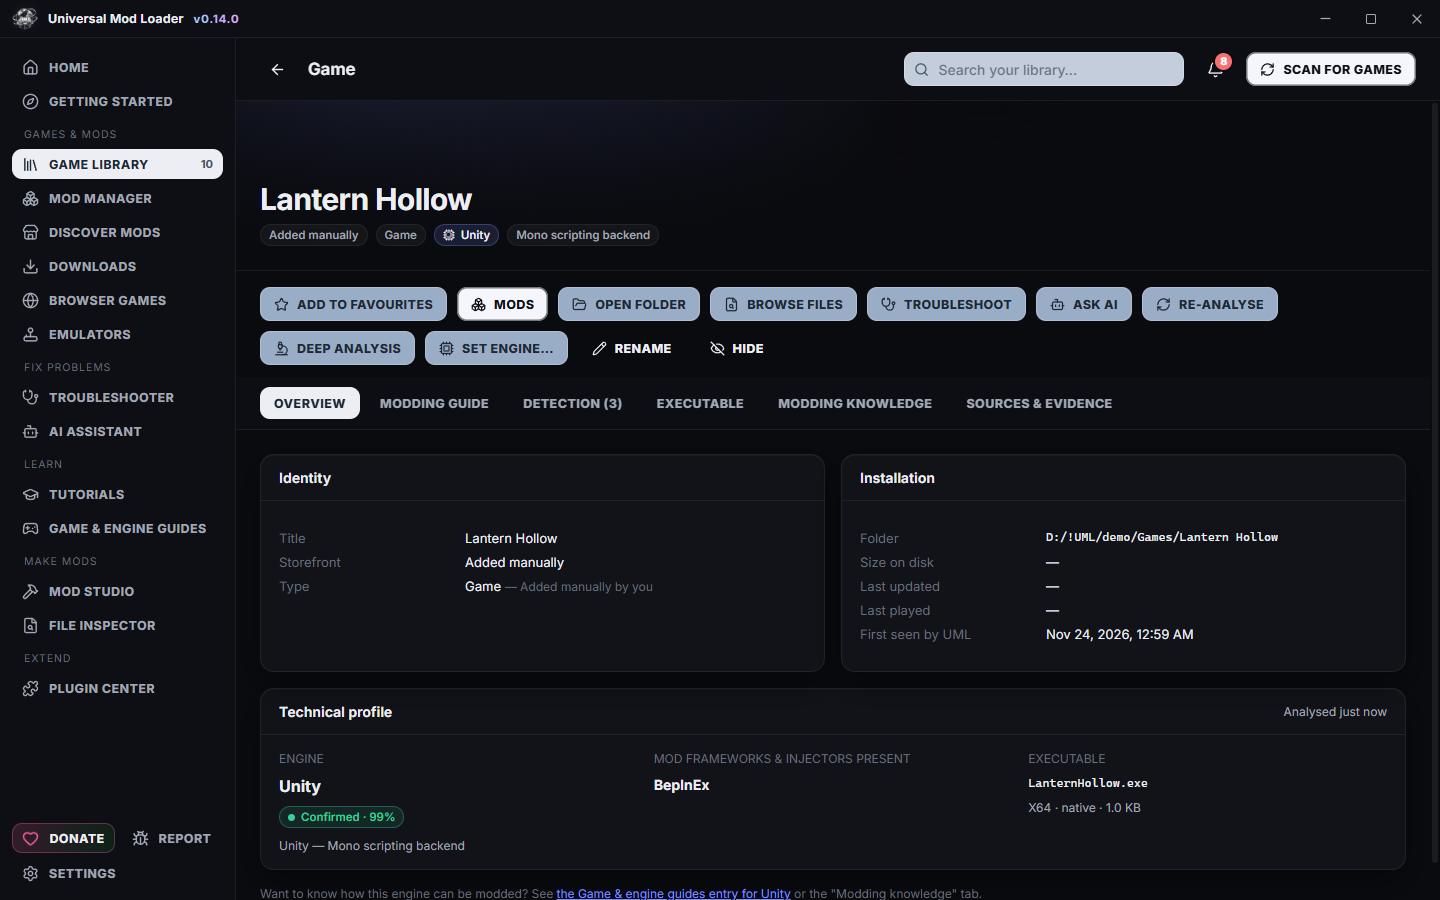 Universal Mod Loader v0.14.0
HOME
GETTING STARTED
GAMES & MODS
GAME LIBRARY 10
MOD MANAGER
DISCOVER MODS
DOWNLOADS
BROWSER GAMES
EMULATORS
FIX PROBLEMS
TROUBLESHOOTER
AI ASSISTANT
LEARN
TUTORIALS
GAME & ENGINE GUIDES
MAKE MODS
MOD STUDIO
FILE INSPECTOR
EXTEND
PLUGIN CENTER
DONATE REPORT
SETTINGS
Game
Search your library...
8
SCAN FOR GAMES
Lantern Hollow
Added manually Game Unity Mono scripting backend
ADD TO FAVOURITES MODS OPEN FOLDER BROWSE FILES TROUBLESHOOT ASK AI RE-ANALYSE
DEEP ANALYSIS SET ENGINE... RENAME HIDE
OVERVIEW MODDING GUIDE DETECTION (3) EXECUTABLE MODDING KNOWLEDGE SOURCES & EVIDENCE
Identity
Title Lantern Hollow
Storefront Added manually
Type Game — Added manually by you
Installation
Folder D:/!UML/demo/Games/Lantern Hollow
Size on disk —
Last updated —
Last played —
First seen by UML Nov 24, 2026, 12:59 AM
Technical profile Analysed just now
ENGINE
Unity
Confirmed · 99%
Unity — Mono scripting backend
MOD FRAMEWORKS & INJECTORS PRESENT
BepInEx
EXECUTABLE
LanternHollow.exe
X64 · native · 1.0 KB
Want to know how this engine can be modded? See the Game & engine guides entry for Unity or the "Modding knowledge" tab.